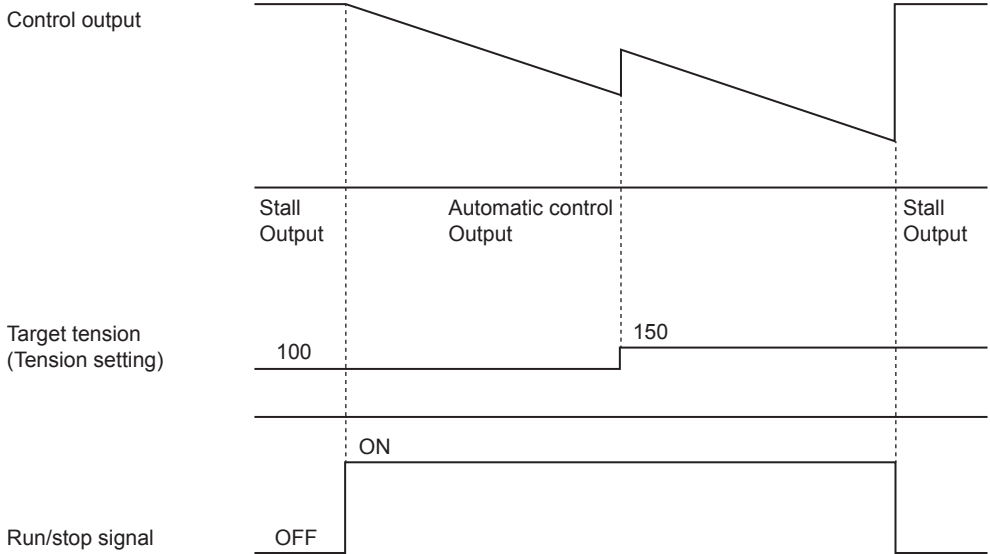 Control output
Stall
Output
Automatic control
Output
Stall
Output
Target tension
(Tension setting)
100
150
ON
Run/stop signal
OFF